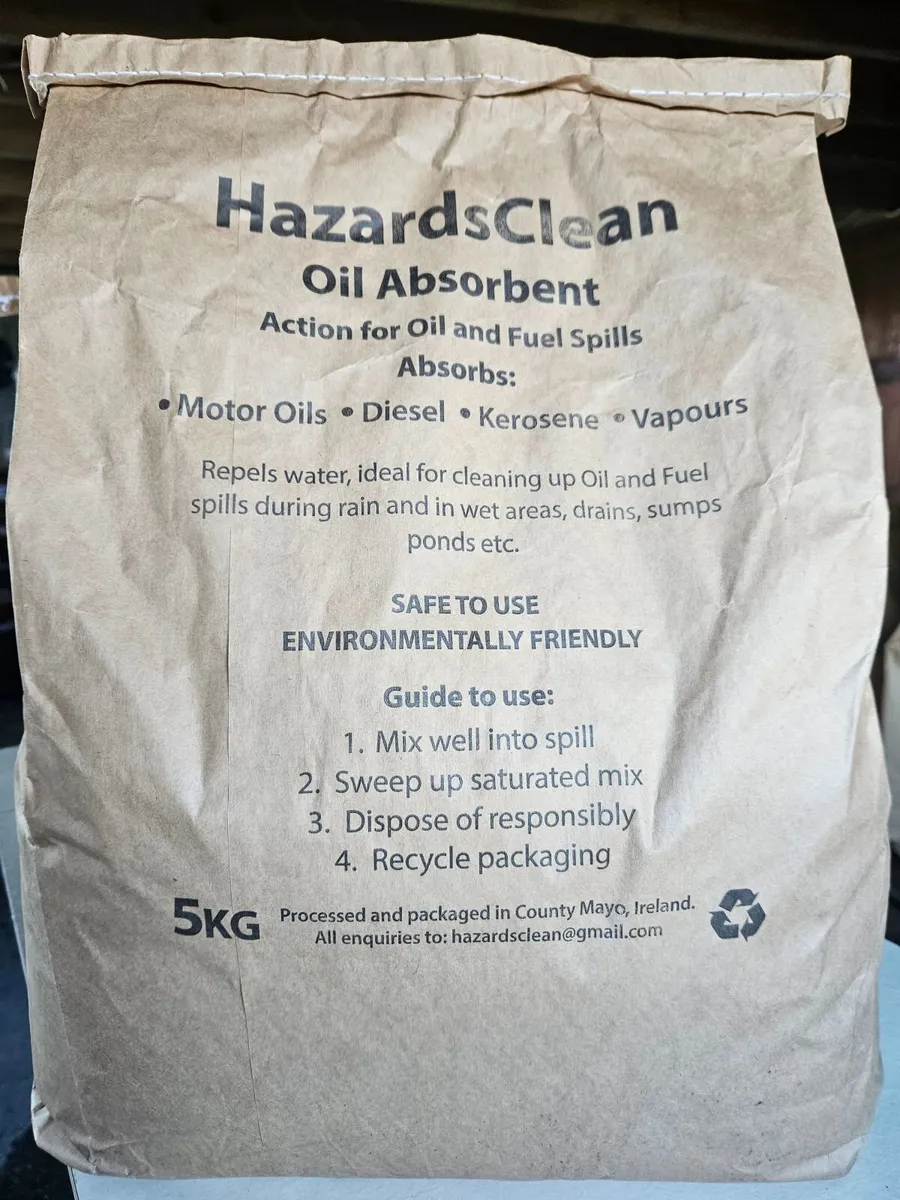 HazardsClean
Oil Absorbent
Action for Oil and Fuel Spills
Absorbs:
• Motor Oils • Diesel • Kerosene • Vapours
Repels water, ideal for cleaning up Oil and Fuel
spills during rain and in wet areas, drains, sumps
ponds etc.
SAFE TO USE
ENVIRONMENTALLY FRIENDLY
Guide to use:
1. Mix well into spill
2. Sweep up saturated mix
3. Dispose of responsibly
4. Recycle packaging
5KG
Processed and packaged in County Mayo, Ireland.
All enquiries to: hazardsclean@gmail.com